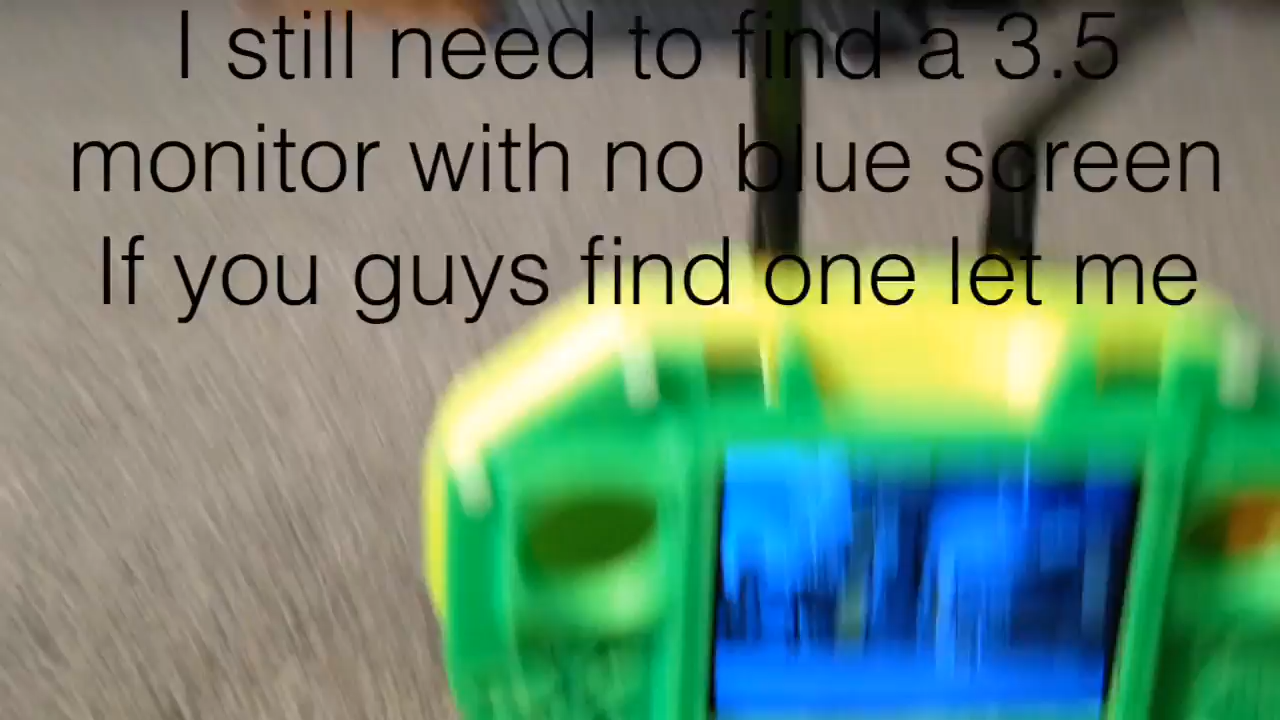 I still need to find a 3.5
monitor with no blue screen
If you guys find one let me